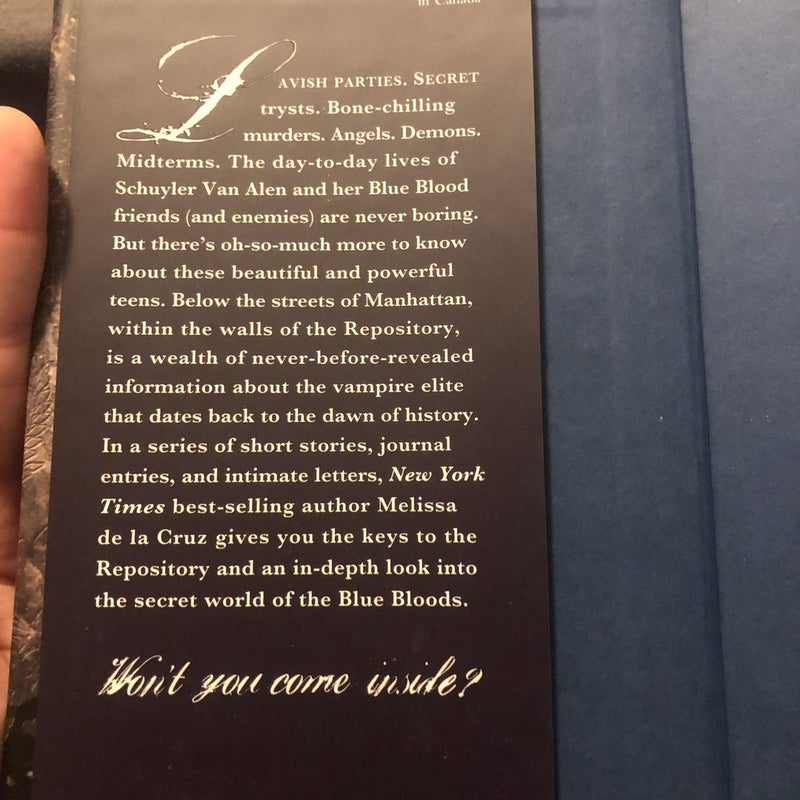 in Canada
LAVISH PARTIES. SECRET
trysts. Bone-chilling
murders. Angels. Demons.
Midterms. The day-to-day lives of
Schuyler Van Alen and her Blue Blood
friends (and enemies) are never boring.
But there's oh-so-much more to know
about these beautiful and powerful
teens. Below the streets of Manhattan,
within the walls of the Repository,
is a wealth of never-before-revealed
information about the vampire elite
that dates back to the dawn of history.
In a series of short stories, journal
entries, and intimate letters, New York
Times best-selling author Melissa
de la Cruz gives you the keys to the
Repository and an in-depth look into
the secret world of the Blue Bloods.
Won't you come inside?